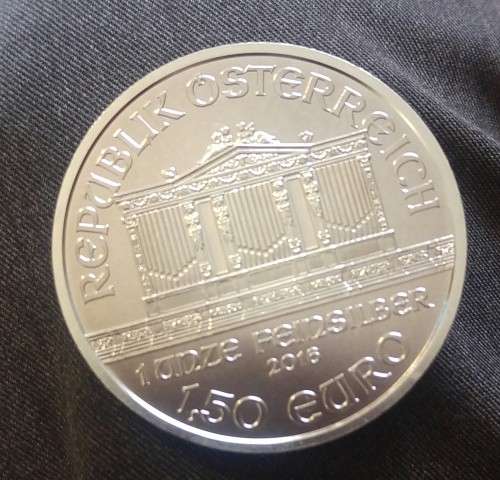 REPUBLIK ÖSTERREICH
1 UNZE FEINSILBER
2016
1,50 EURO